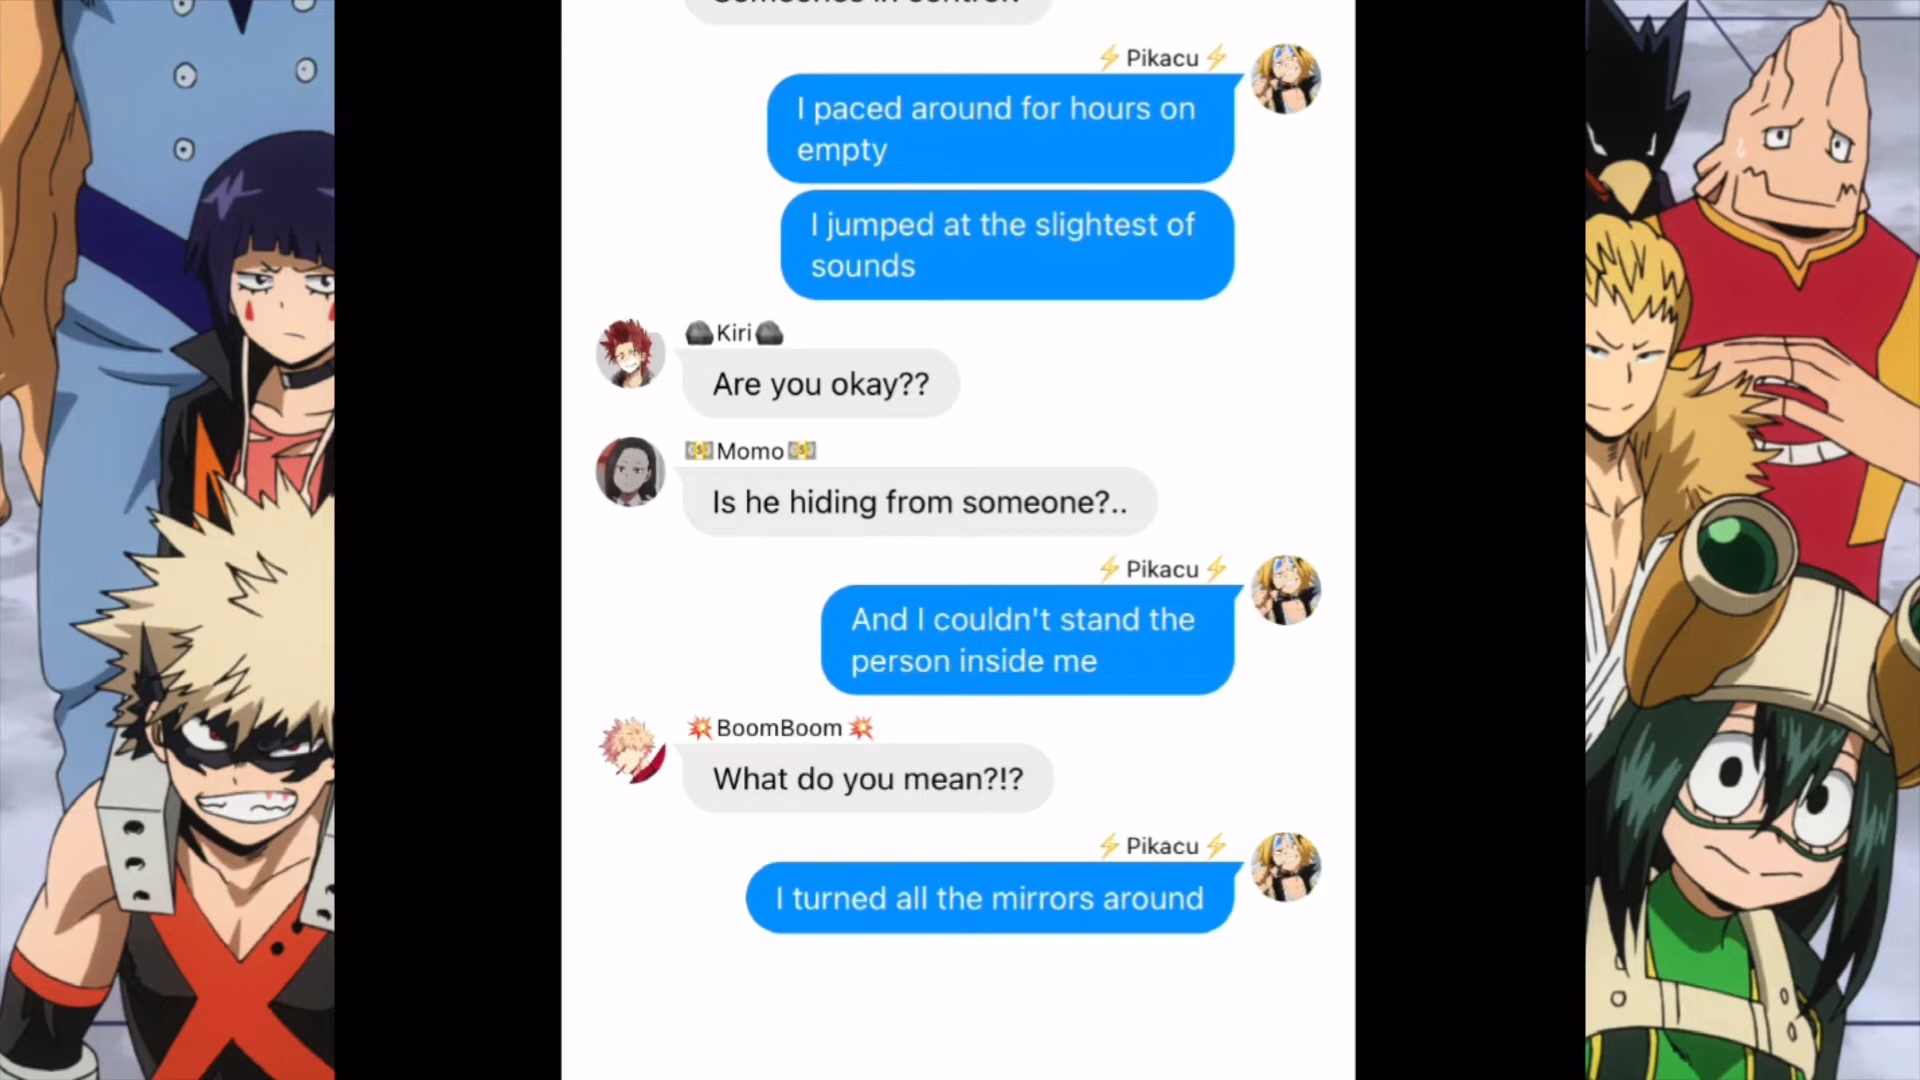 ⚡ Pikacu ⚡
I paced around for hours on
empty
I jumped at the slightest of
sounds
Kiri
Are you okay??
💵Momo💵
Is he hiding from someone?..
⚡ Pikacu ⚡
And I couldn't stand the
person inside me
💥BoomBoom 💥
What do you mean?!?
⚡ Pikacu ⚡
I turned all the mirrors around